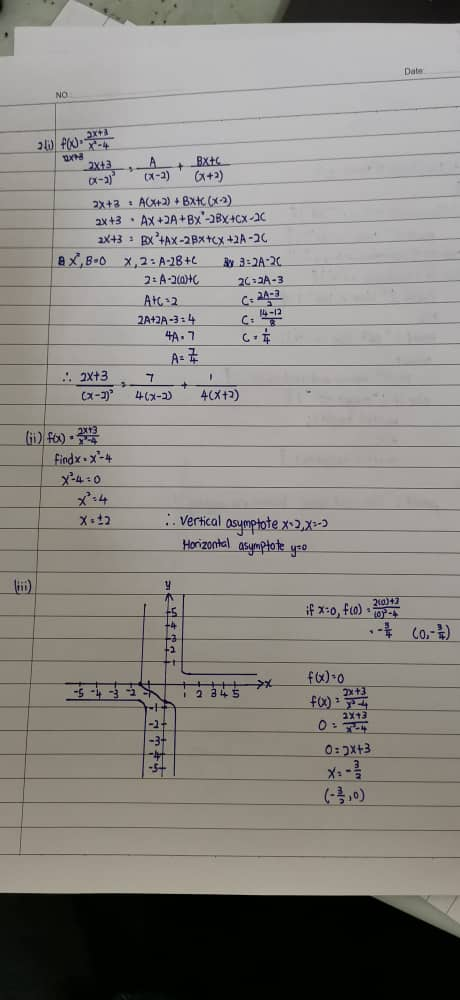 Date:
NO.:
2(i) f(x) = 2x+3 / x²-4
2x+3
2x+3 / (x-2)² = A / (x-2) + Bx+C / (x+2)
2x+3 = A(x+2) + Bx+C (x-2)
2x+3 = Ax+2A+Bx²-2Bx+Cx-2C
2x+3 = Bx²+Ax-2Bx+Cx+2A-2C
x², B=0 x, 2=A-2B+C 3=2A-2C
2=A-2(0)+C 2C=2A-3
A+C=2 C = 2A-3 / 2
2A+2A-3=4 C = 14-12 / 8
4A=7 C = 1/4
A = 7/4
∴ 2x+3 / (x-2)² = 7 / 4(x-2) + 1 / 4(x+2)
(ii) f(x) = 2x+3 / x²-4
find x = x²-4
x²-4=0
x²=4
x=±2 ∴ Vertical asymptote x=2, x=-2
Horizontal asymptote y=0
(iii) y
if x=0, f(0) = 2(0)+3 / (0)²-4
= -3/4 (0,-3/4)
5
4
3
2
1
-5 -4 -3 -2 -1 1 2 3 4 5 x
-1
-2
-3
-4
-5
f(x)=0
f(x) = 2x+3 / x²-4
0 = 2x+3 / x²-4
0=2x+3
x = -3/2
(-3/2, 0)